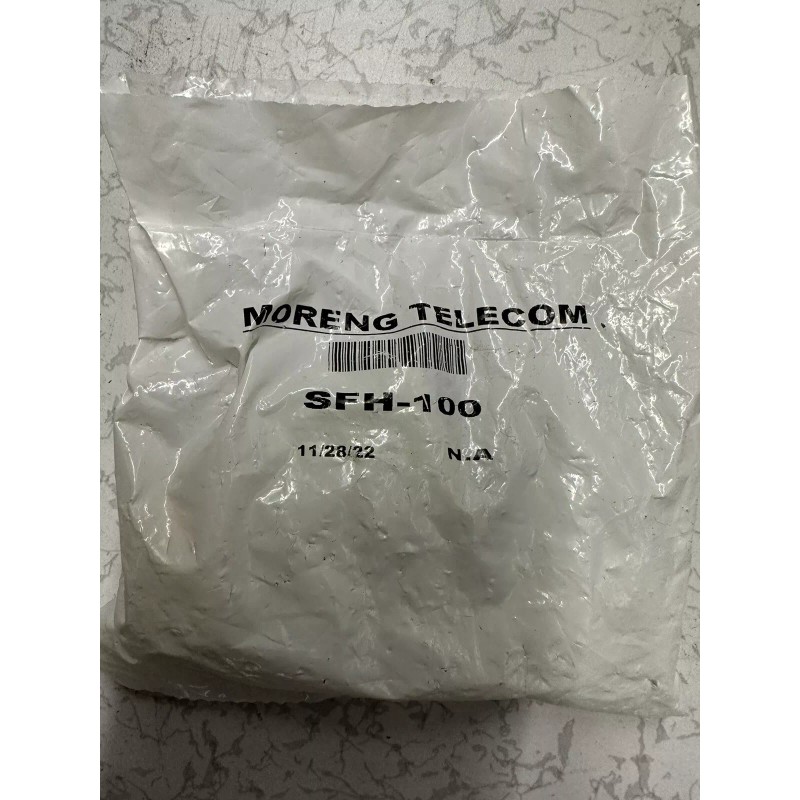 MORENG TELECOM
SFH-100
11/28/22 N/A